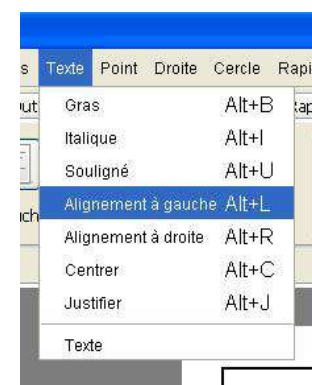 Texte Point Droite Cercle
Gras Alt+B
Italique Alt+I
Souligné Alt+U
Alignement à gauche Alt+L
Alignement à droite Alt+R
Centrer Alt+C
Justifier Alt+J
Texte